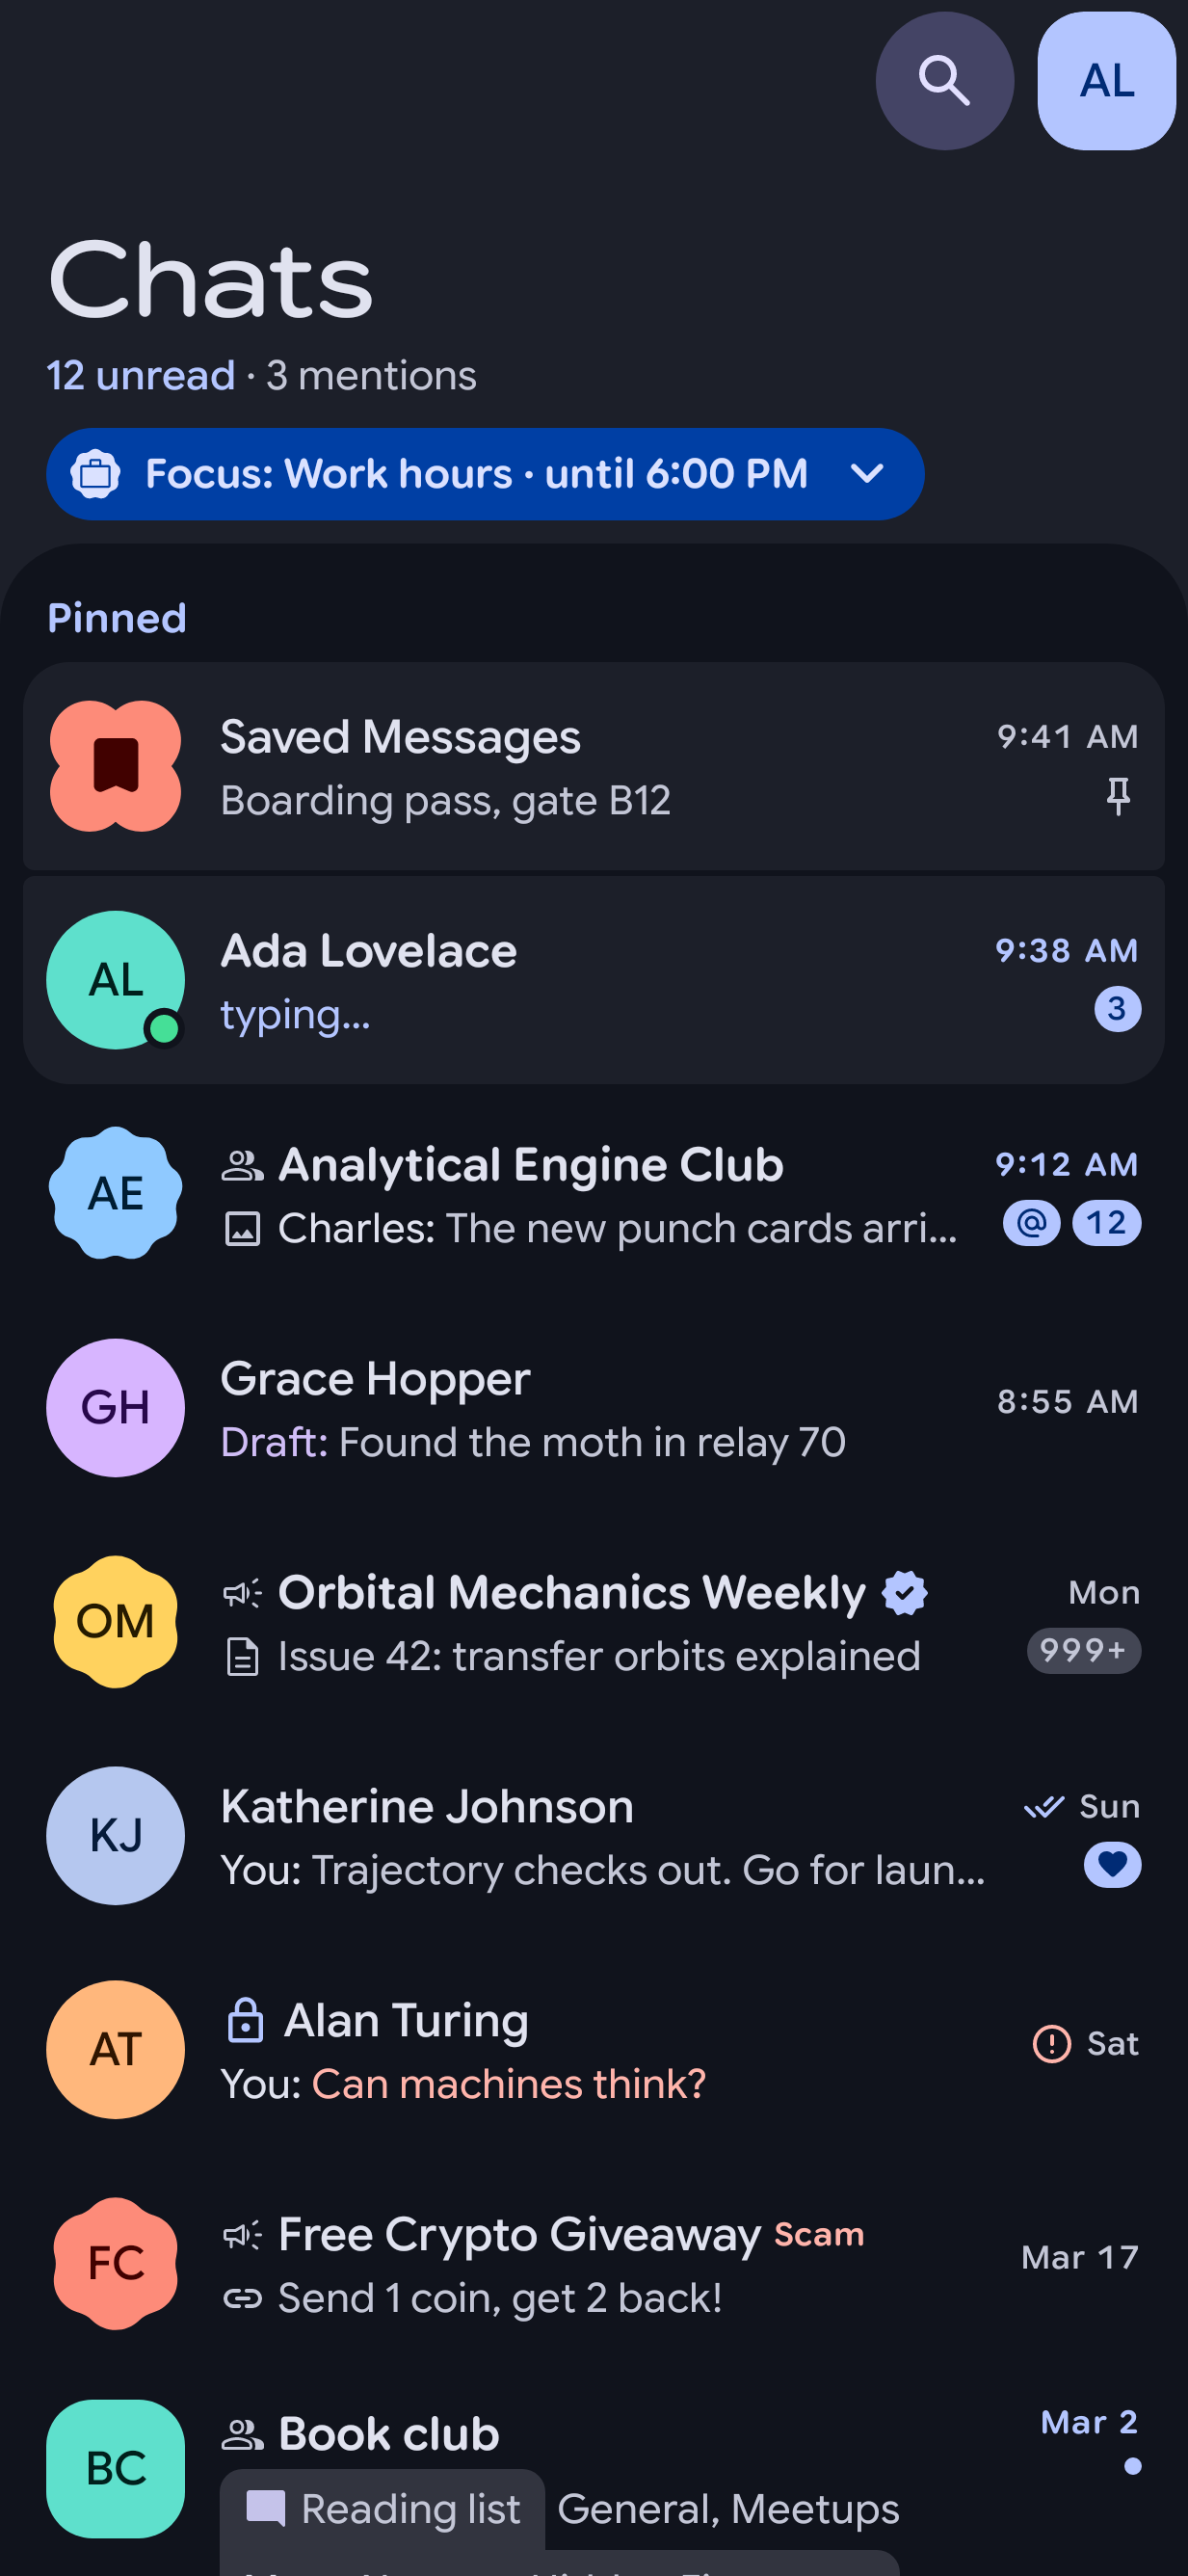 AL
Chats
12 unread · 3 mentions
Focus: Work hours · until 6:00 PM
Pinned
Saved Messages 9:41 AM
Boarding pass, gate B12
AL
Ada Lovelace 9:38 AM
typing... 3
AE
Analytical Engine Club 9:12 AM
Charles: The new punch cards arri... @ 12
GH
Grace Hopper 8:55 AM
Draft: Found the moth in relay 70
OM
Orbital Mechanics Weekly Mon
Issue 42: transfer orbits explained 999+
KJ
Katherine Johnson Sun
You: Trajectory checks out. Go for laun...
AT
Alan Turing Sat
You: Can machines think?
FC
Free Crypto Giveaway Scam Mar 17
Send 1 coin, get 2 back!
BC
Book club Mar 2
Reading list General, Meetups